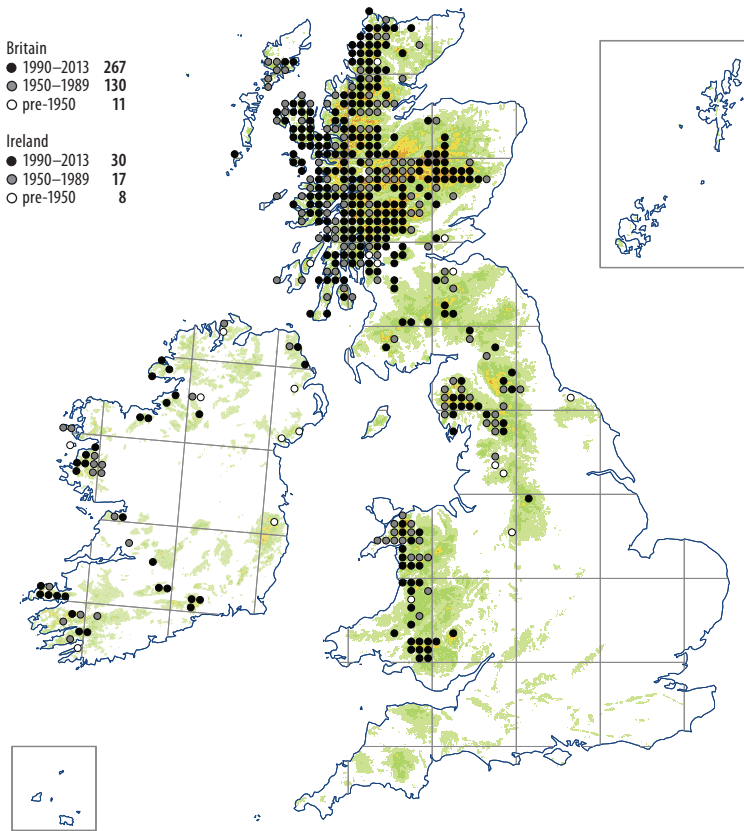 Britain
● 1990–2013 267
● 1950–1989 130
○ pre-1950 11
Ireland
● 1990–2013 30
● 1950–1989 17
○ pre-1950 8